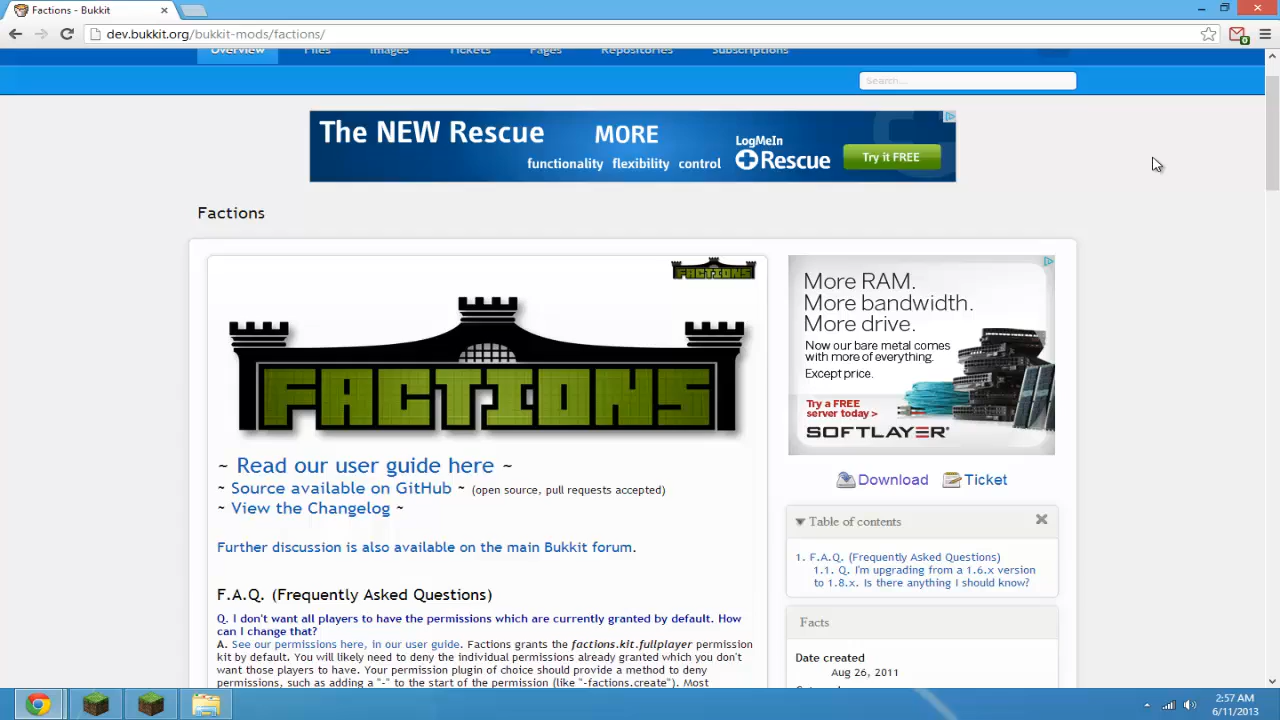 Factions - Bukkit
dev.bukkit.org/bukkit-mods/factions/
Overview Files Images Tickets Pages Repositories Subscriptions
Search...
The NEW Rescue MORE
functionality flexibility control
LogMeIn
Rescue
Try it FREE
Factions
FACTIONS
FACTIONS
~ Read our user guide here ~
~ Source available on GitHub ~ (open source, pull requests accepted)
~ View the Changelog ~
Further discussion is also available on the main Bukkit forum.
F.A.Q. (Frequently Asked Questions)
Q. I don't want all players to have the permissions which are currently granted by default. How
can I change that?
A. See our permissions here, in our user guide. Factions grants the factions.kit.fullplayer permission
kit by default. You will likely need to deny the individual permissions already granted which you don't
want those players to have. Your permission plugin of choice should provide a method to deny
permissions, such as adding a "-" to the start of the permission (like "-factions.create"). Most
More RAM.
More bandwidth.
More drive.
Now our bare metal comes
with more of everything.
Except price.
Try a FREE
server today >
SOFTLAYER®
Download Ticket
Table of contents
1. F.A.Q. (Frequently Asked Questions)
1.1. Q. I'm upgrading from a 1.6.x version
to 1.8.x. Is there anything I should know?
Facts
Date created
Aug 26, 2011
2:57 AM
6/11/2013